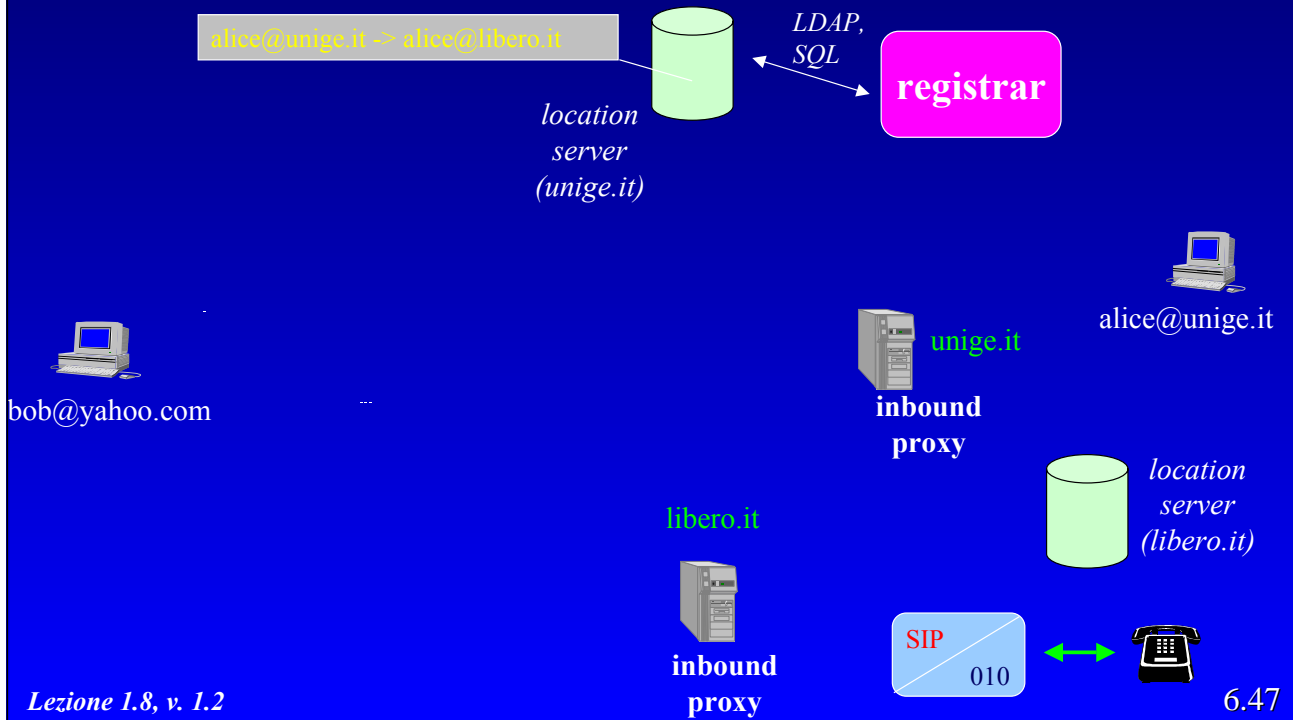 alice@unige.it -> alice@libero.it
LDAP,
SQL
registrar
location
server
(unige.it)
alice@unige.it
unige.it
bob@yahoo.com
inbound
proxy
location
server
(libero.it)
libero.it
SIP
010
inbound
proxy
Lezione 1.8, v. 1.2
6.47